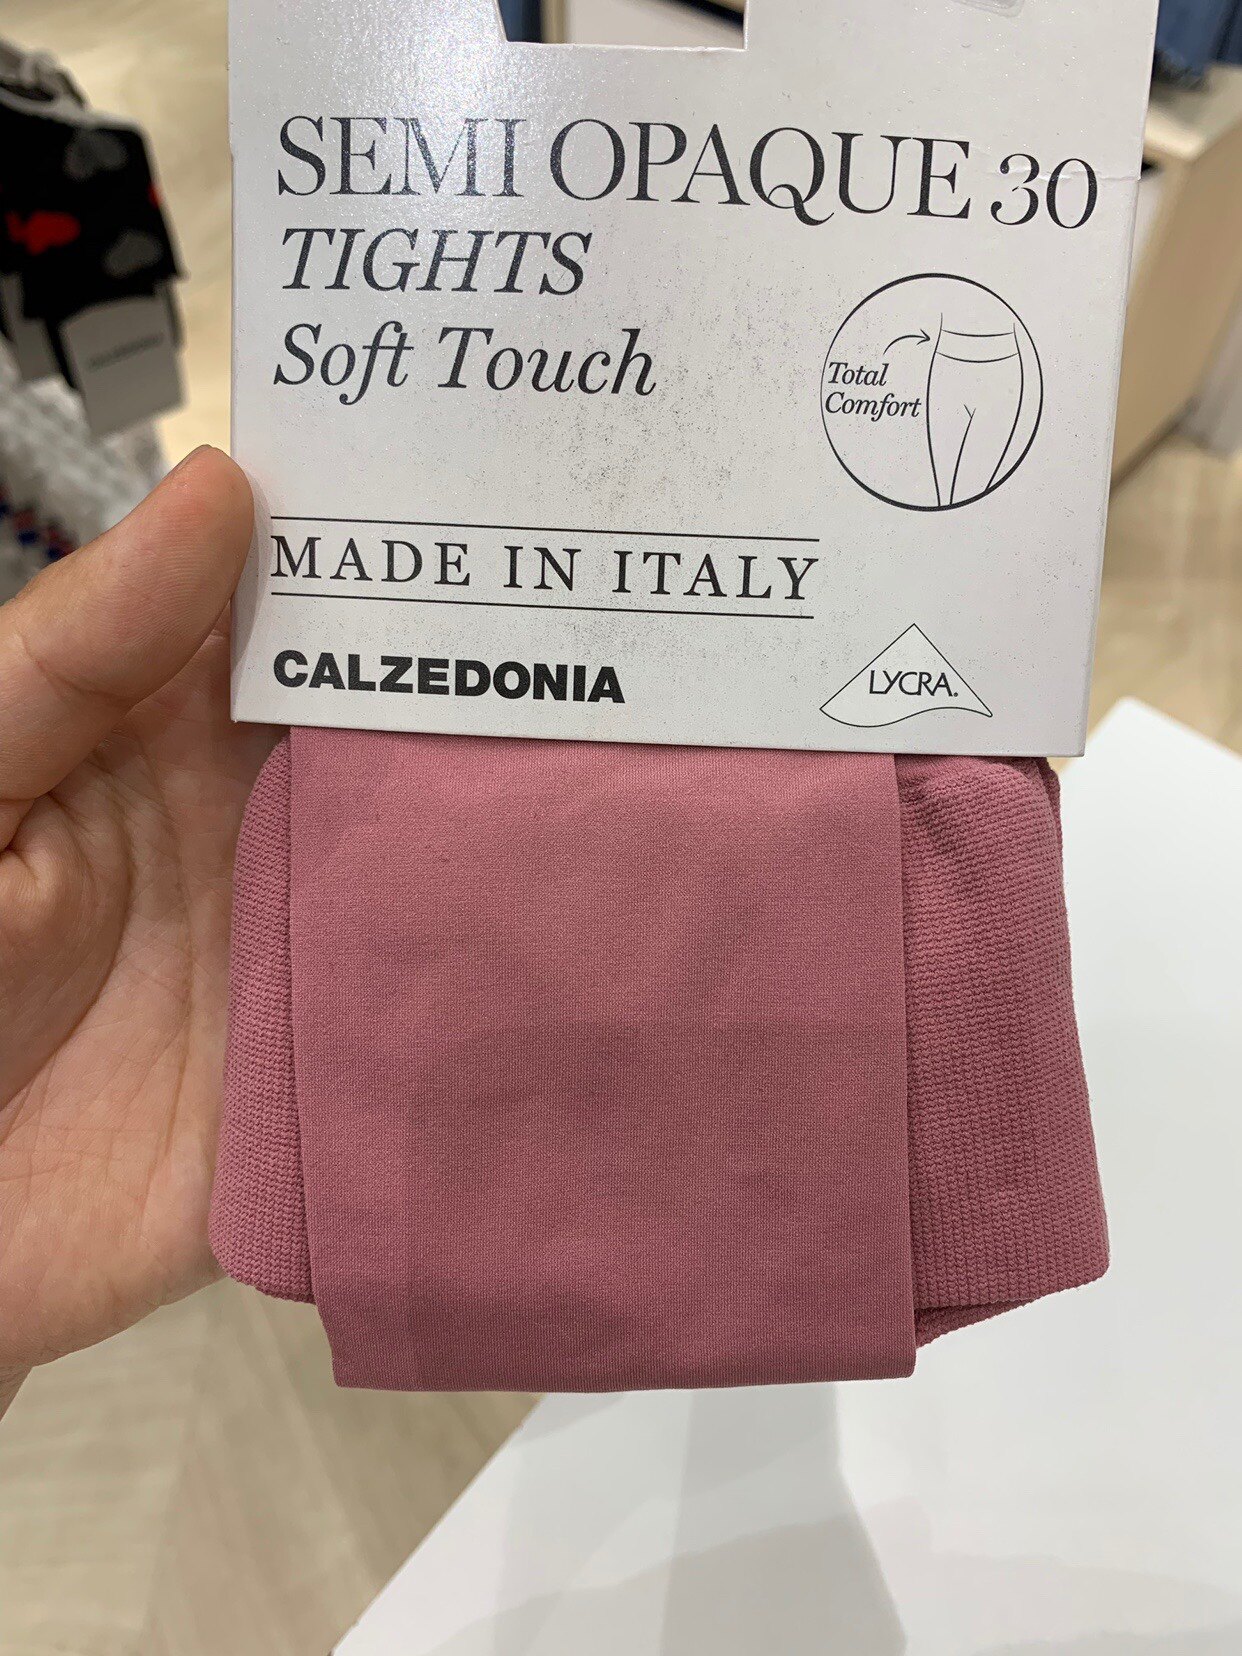 SEMI OPAQUE 30
TIGHTS
Soft Touch
Total
Comfort
MADE IN ITALY
CALZEDONIA
LYCRA.